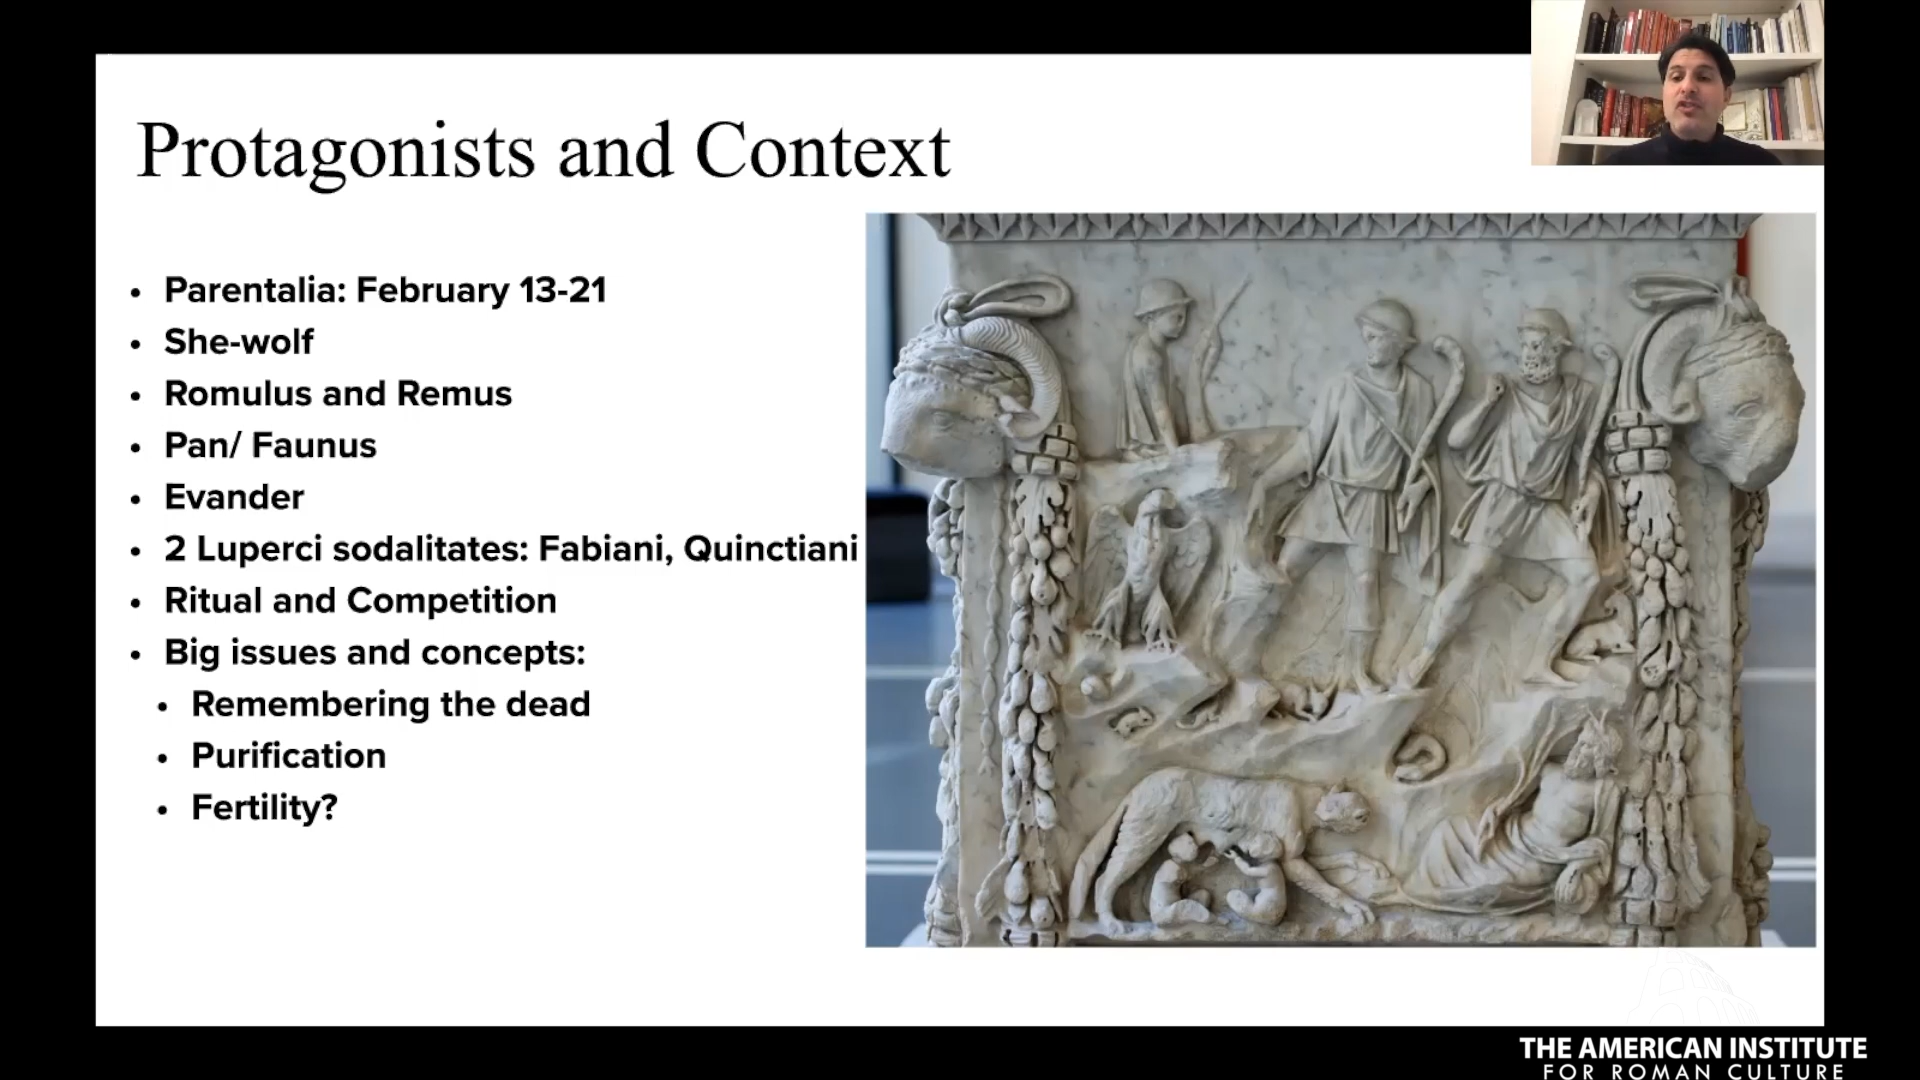 Protagonists and Context
• Parentalia: February 13-21
• She-wolf
• Romulus and Remus
• Pan/ Faunus
• Evander
• 2 Luperci sodalitates: Fabiani, Quinctiani
• Ritual and Competition
• Big issues and concepts:
• Remembering the dead
• Purification
• Fertility?
THE AMERICAN INSTITUTE
FOR ROMAN CULTURE